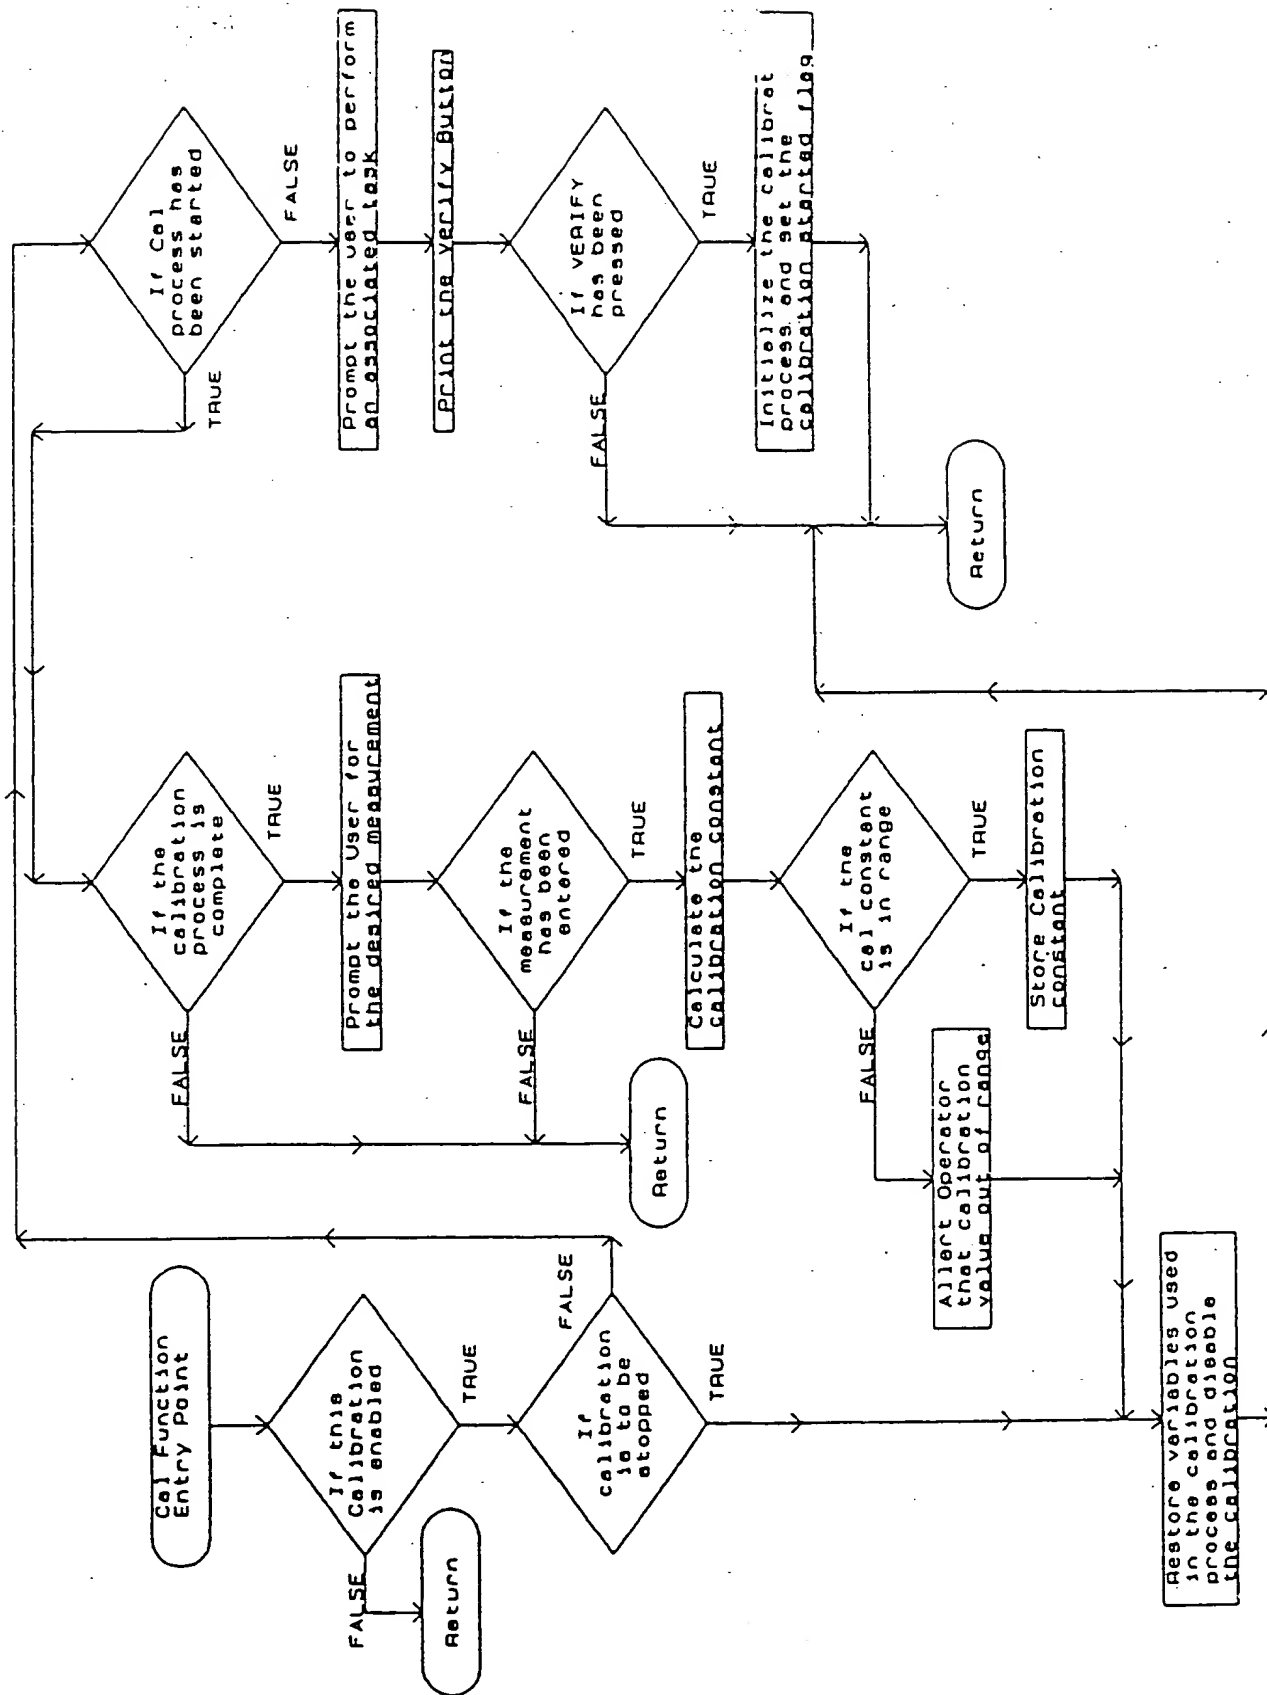 Cal Function
Entry Point
If this
Calibration
is enabled
FALSE
TRUE
Return
If
calibration
is to be
stopped
FALSE
TRUE
Restore variables used
in the calibration
process and disable
the calibration
If the
calibration
process is
complete
FALSE
TRUE
Prompt the User for
the desired measurement
If the
measurement
has been
entered
FALSE
TRUE
Return
Calculate the
calibration constant
If the
cal constant
is in range
FALSE
TRUE
Allert Operator
that calibration
value out of range
Store Calibration
constant
If Cal
process has
been started
TRUE
FALSE
Prompt the user to perform
an associated task
Print the verify Button
If VERIFY
has been
pressed
FALSE
TRUE
Initialize the calibrat
process and set the
calibration started flag
Return